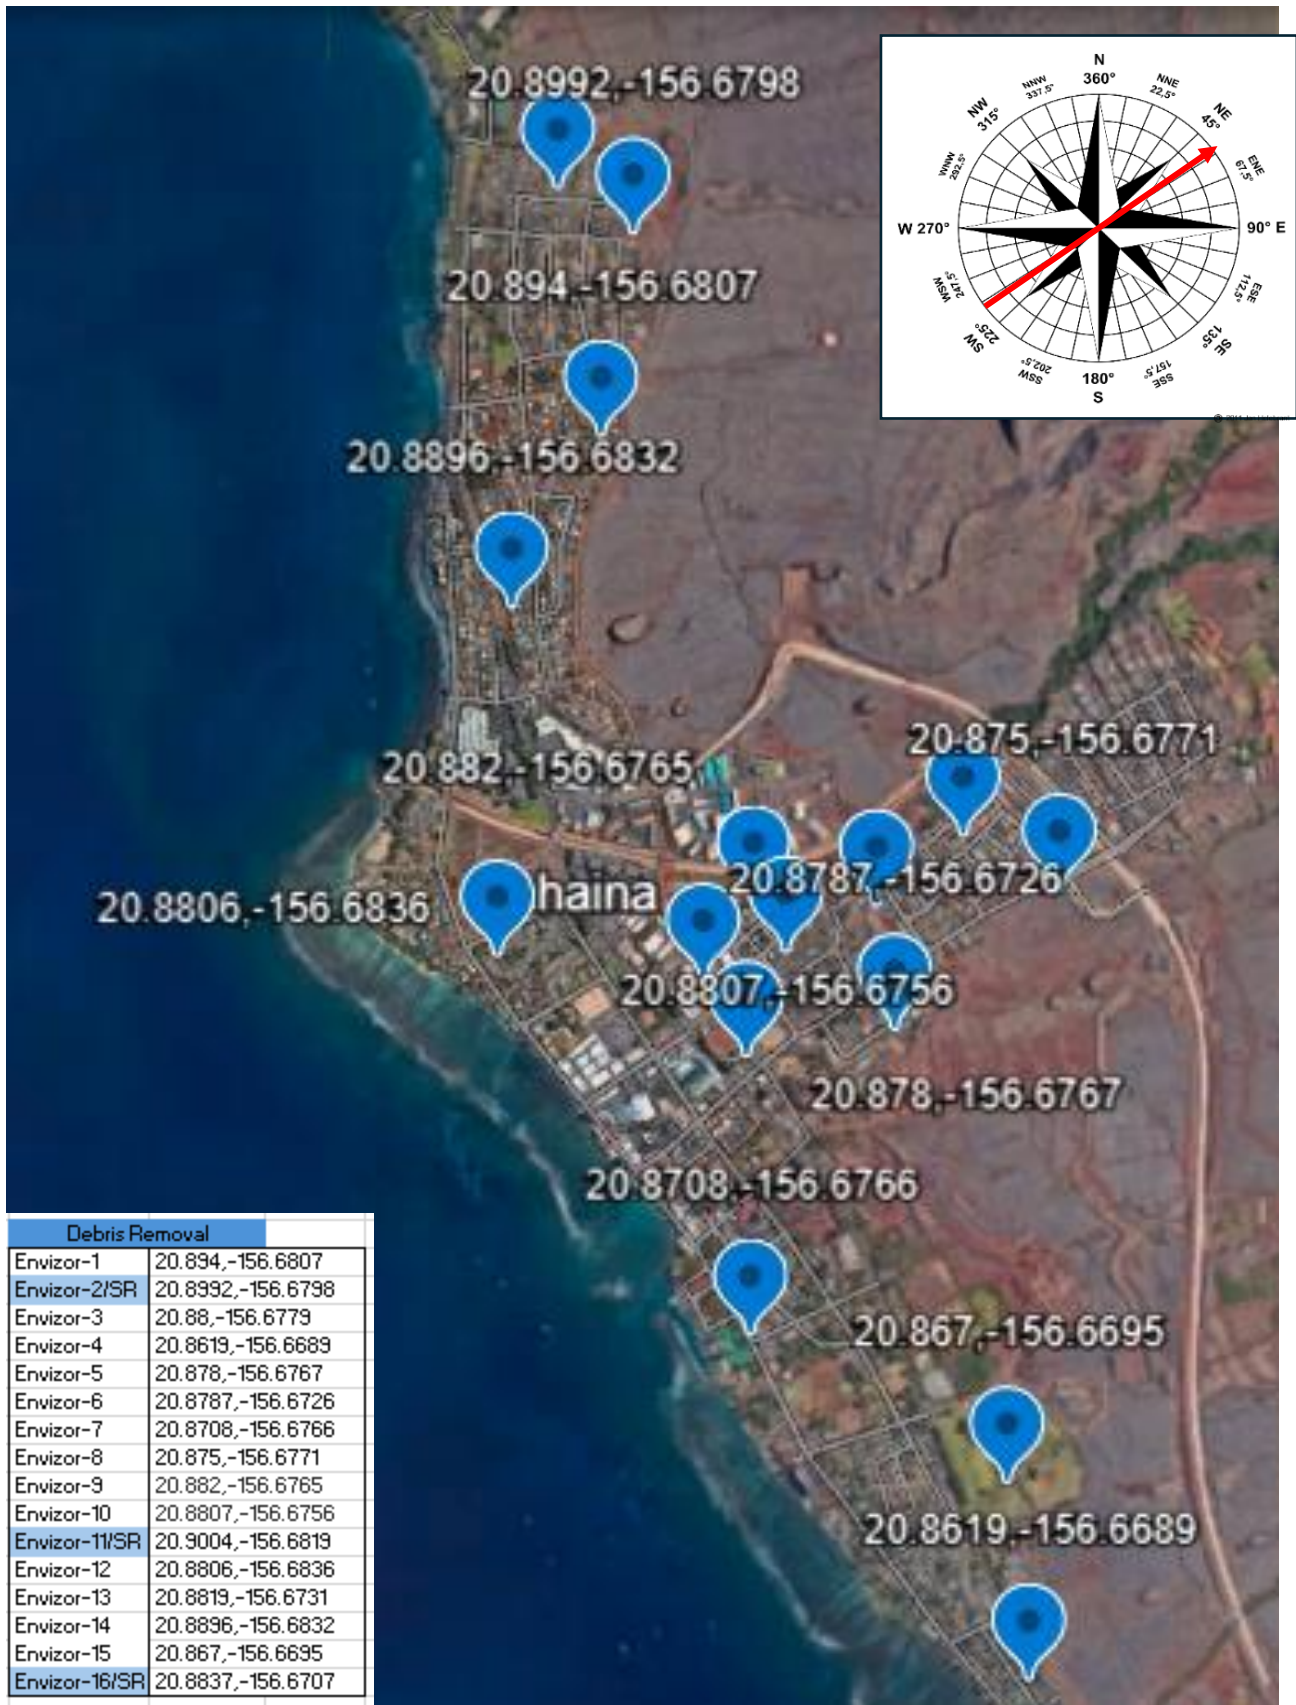 20.8992,-156.6798
20.894,-156.6807
20.8896,-156.6832
20.882,-156.6765
20.875,-156.6771
20.8787,-156.6726
haina
20.8806,-156.6836
20.8807,-156.6756
20.878,-156.6767
20.8708,-156.6766
20.867,-156.6695
20.8619,-156.6689
N
360°
NNE
22,5°
NE
45°
ENE
67,5°
90° E
ESE
112,5°
SE
135°
SSE
157,5°
180°
S
SSW
202,5°
SW
225°
WSW
247,5°
W 270°
WNW
292,5°
NW
315°
NNW
337,5°
Debris Removal
Envizor-1 20.894,-156.6807
Envizor-2/SR 20.8992,-156.6798
Envizor-3 20.88,-156.6779
Envizor-4 20.8619,-156.6689
Envizor-5 20.878,-156.6767
Envizor-6 20.8787,-156.6726
Envizor-7 20.8708,-156.6766
Envizor-8 20.875,-156.6771
Envizor-9 20.882,-156.6765
Envizor-10 20.8807,-156.6756
Envizor-11/SR 20.9004,-156.6819
Envizor-12 20.8806,-156.6836
Envizor-13 20.8819,-156.6731
Envizor-14 20.8896,-156.6832
Envizor-15 20.867,-156.6695
Envizor-16/SR 20.8837,-156.6707